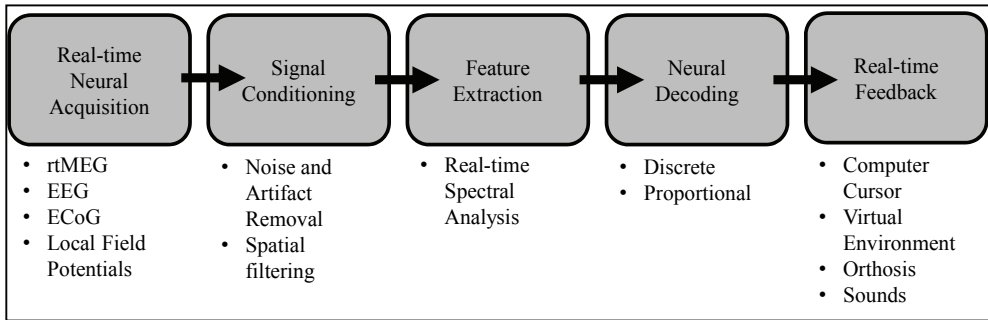 Real-time
Neural
Acquisition
Signal
Conditioning
Feature
Extraction
Neural
Decoding
Real-time
Feedback
• rtMEG
• EEG
• ECoG
• Local Field
Potentials
• Noise and
Artifact
Removal
• Spatial
filtering
• Real-time
Spectral
Analysis
• Discrete
• Proportional
• Computer
Cursor
• Virtual
Environment
• Orthosis
• Sounds